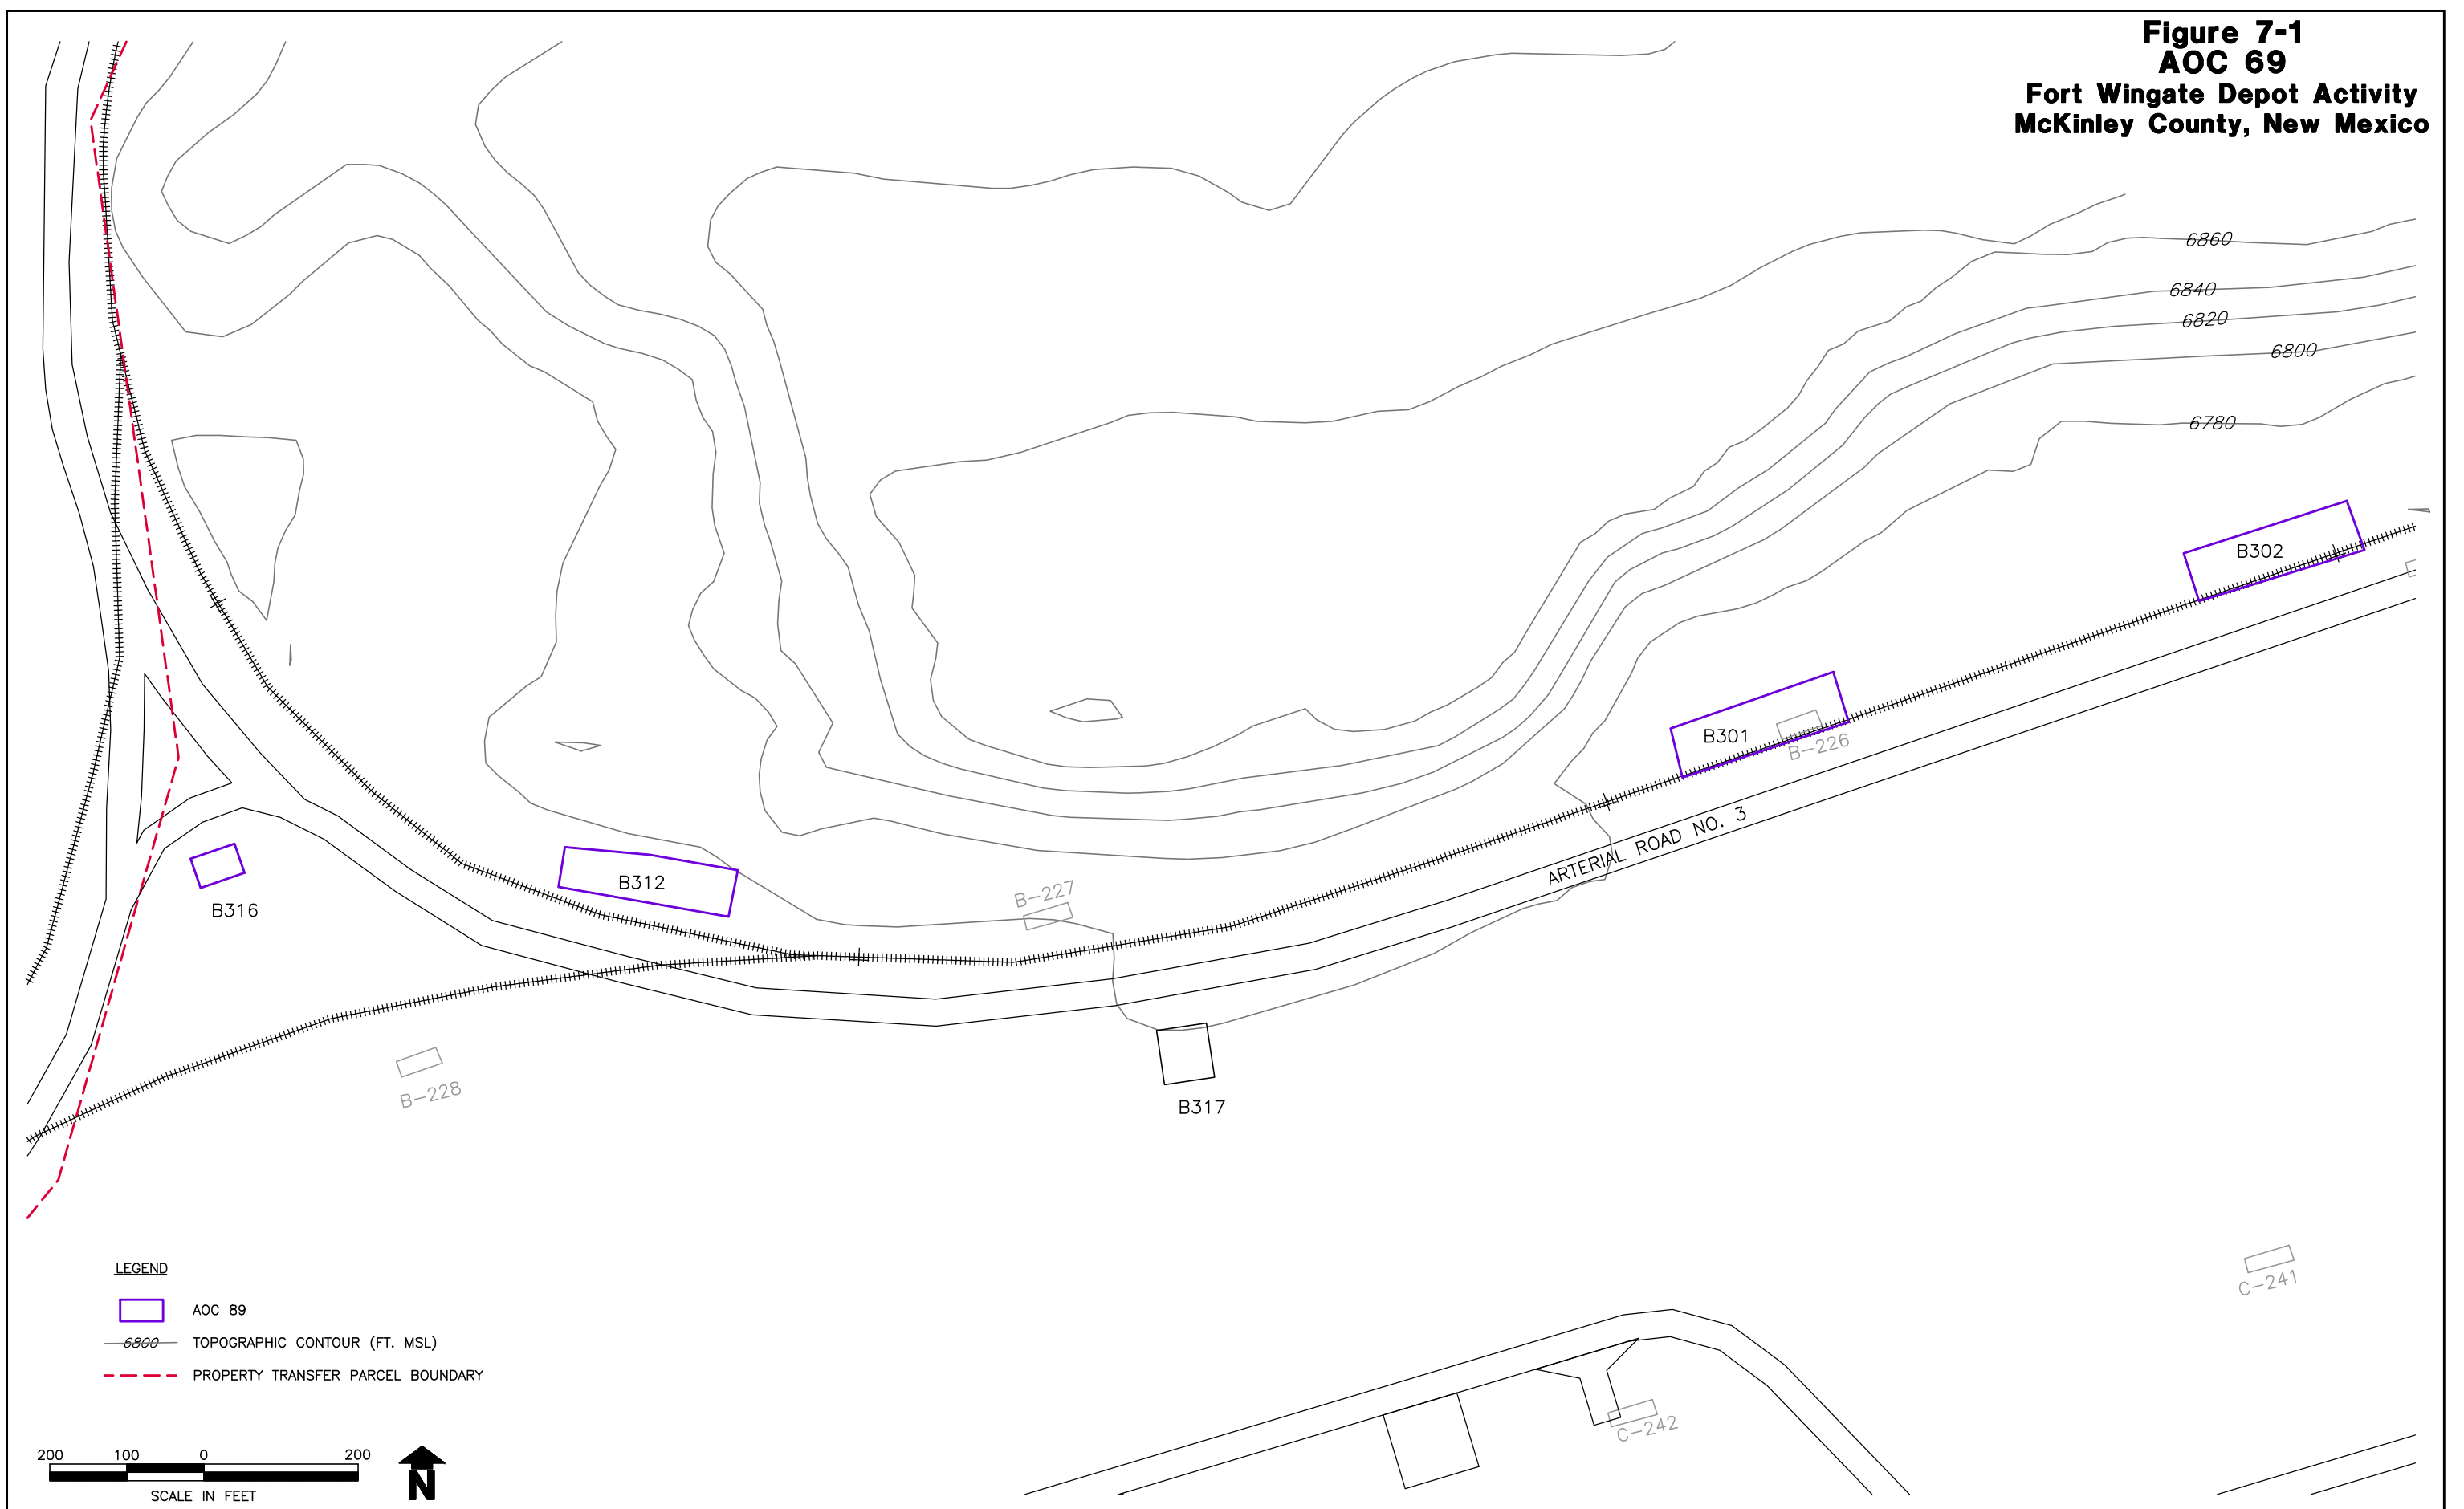 Figure 7-1
AOC 69
Fort Wingate Depot Activity
McKinley County, New Mexico
6860
6840
6820
6800
6780
B302
B301
B-226
ARTERIAL ROAD NO. 3
B312
B-227
B316
B-228
B317
C-241
C-242
LEGEND
AOC 89
6800 TOPOGRAPHIC CONTOUR (FT. MSL)
PROPERTY TRANSFER PARCEL BOUNDARY
200 100 0 200
SCALE IN FEET
N